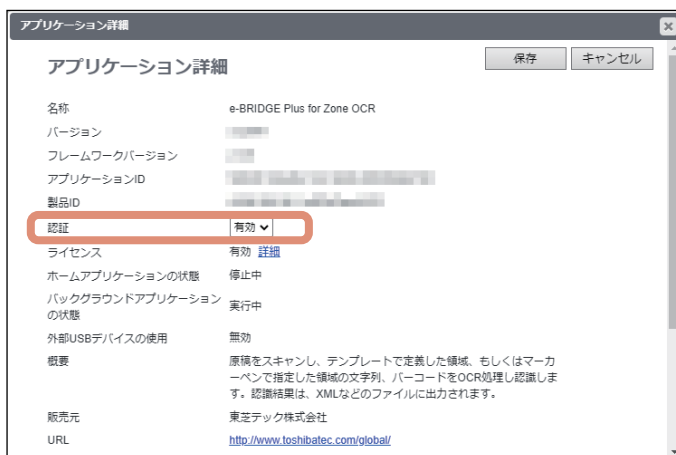 アプリケーション詳細
アプリケーション詳細
保存
キャンセル
名称 e-BRIDGE Plus for Zone OCR
バージョン
フレームワークバージョン
アプリケーションID
製品ID
認証 有効
ライセンス 有効 詳細
ホームアプリケーションの状態 停止中
バックグラウンドアプリケーション
の状態 実行中
外部USBデバイスの使用 無効
概要 原稿をスキャンし、テンプレートで定義した領域、もしくはマーカ
ーペンで指定した領域の文字列、バーコードをOCR処理し認識しま
す。認識結果は、XMLなどのファイルに出力されます。
販売元 東芝テック株式会社
URL http://www.toshibatec.com/global/